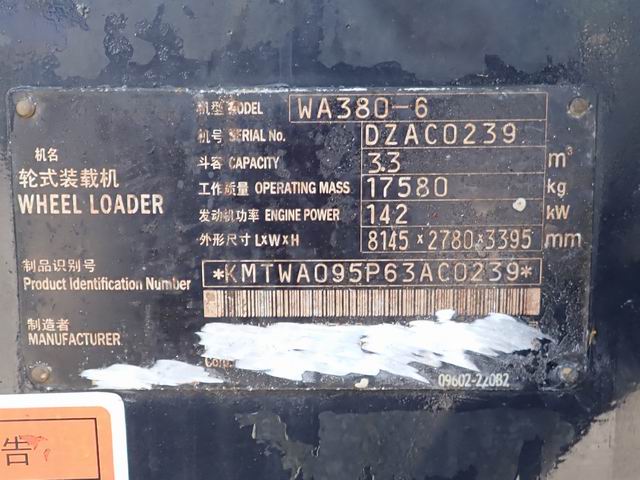 机型 MODEL WA380-6
机号 SERIAL No. DZAC0239
斗容 CAPACITY 3.3 m³
机名
轮式装载机
WHEEL LOADER
工作质量 OPERATING MASS 17580 kg
发动机功率 ENGINE POWER 142 kW
外形尺寸 LxWxH 8145×2780×3395 mm
制品识别号
Product Identification Number *KMTWA095P63AC0239*
制造者
MANUFACTURER
09602-22082
告